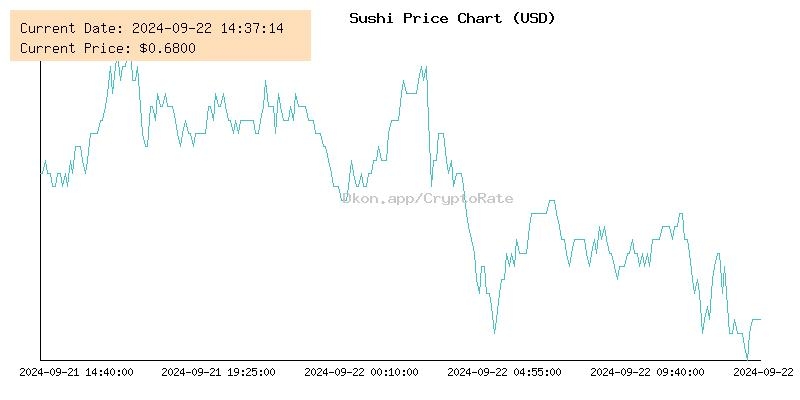 Sushi Price Chart (USD)
Current Date: 2024-09-22 14:37:14
Current Price: $0.6800
Dkon.app/CryptoRate
2024-09-21 14:40:00 2024-09-21 19:25:00 2024-09-22 00:10:00 2024-09-22 04:55:00 2024-09-22 09:40:00 2024-09-22